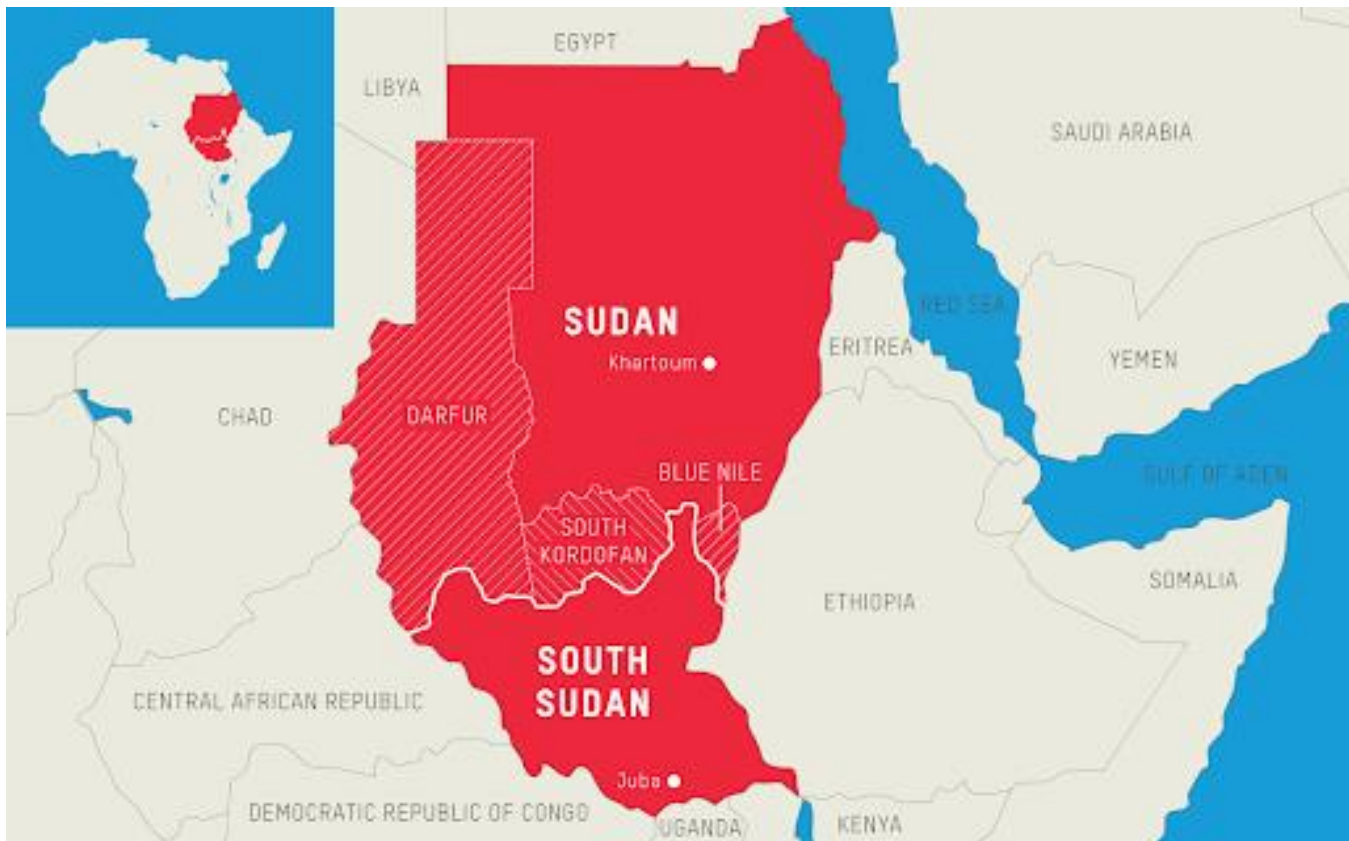 EGYPT
LIBYA
SAUDI ARABIA
RED SEA
SUDAN
ERITREA
Khartoum
YEMEN
CHAD
DARFUR
BLUE NILE
GULF OF ADEN
SOUTH
KORDOFAN
SOMALIA
ETHIOPIA
SOUTH
SUDAN
CENTRAL AFRICAN REPUBLIC
Juba
DEMOCRATIC REPUBLIC OF CONGO
UGANDA
KENYA